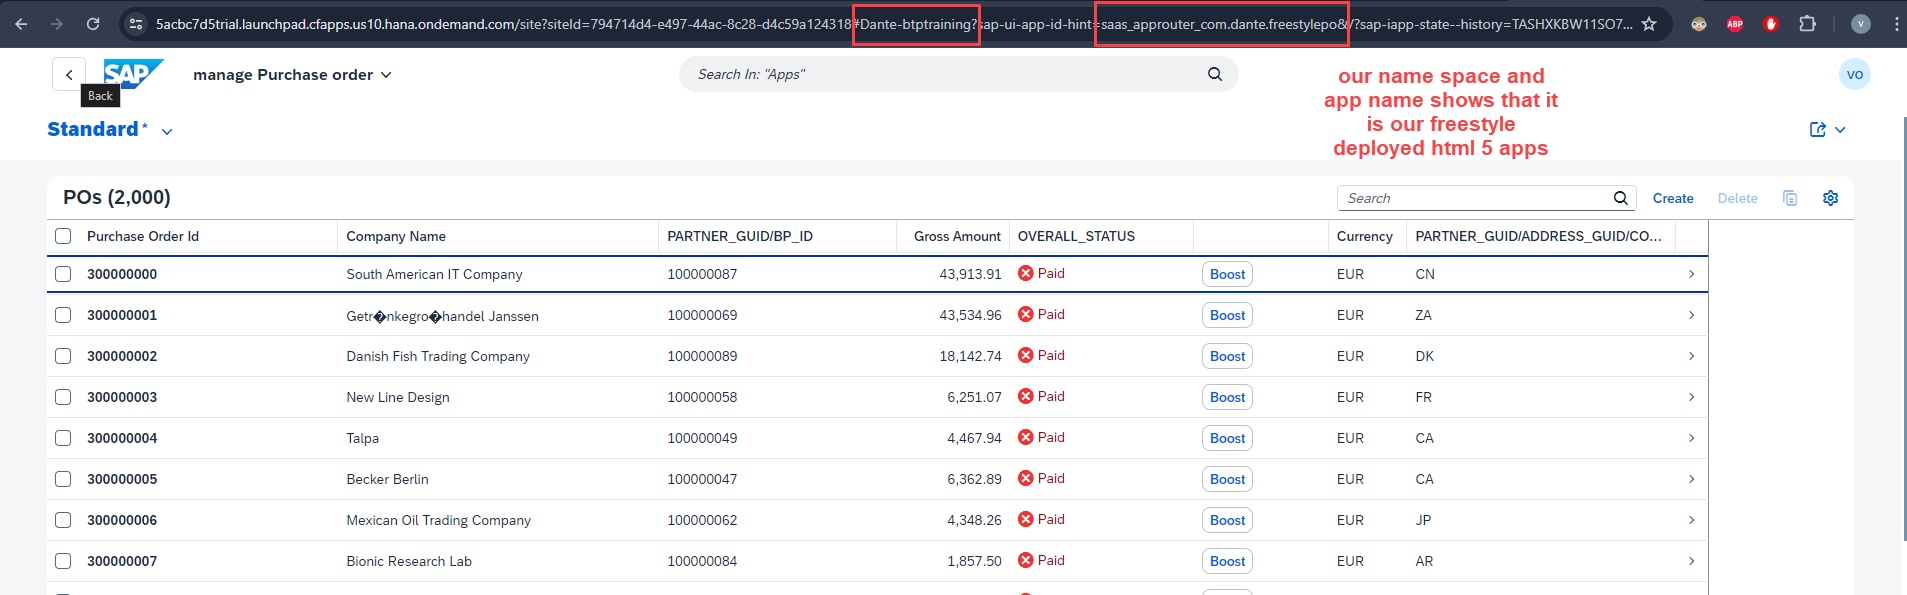 5acbc7d5trial.launchpad.cfapps.us10.hana.ondemand.com/site?siteId=794714d4-e497-44ac-8c28-d4c59a124318#Dante-btptraining?sap-ui-app-id-hint=saas_approuter_com.dante.freestylepo&/?sap-iapp-state--history=TASHXKBW11SO7...
ABP
V
SAP
manage Purchase order
Search In: "Apps"
VO
Back
our name space and
app name shows that it
is our freestyle
deployed html 5 apps
Standard *
POs (2,000)
Search
Create
Delete
Purchase Order Id Company Name PARTNER_GUID/BP_ID Gross Amount OVERALL_STATUS Currency PARTNER_GUID/ADDRESS_GUID/CO...
300000000 South American IT Company 100000087 43,913.91 Paid Boost EUR CN
300000001 Getr�nkegro�handel Janssen 100000069 43,534.96 Paid Boost EUR ZA
300000002 Danish Fish Trading Company 100000089 18,142.74 Paid Boost EUR DK
300000003 New Line Design 100000058 6,251.07 Paid Boost EUR FR
300000004 Talpa 100000049 4,467.94 Paid Boost EUR CA
300000005 Becker Berlin 100000047 6,362.89 Paid Boost EUR CA
300000006 Mexican Oil Trading Company 100000062 4,348.26 Paid Boost EUR JP
300000007 Bionic Research Lab 100000084 1,857.50 Paid Boost EUR AR